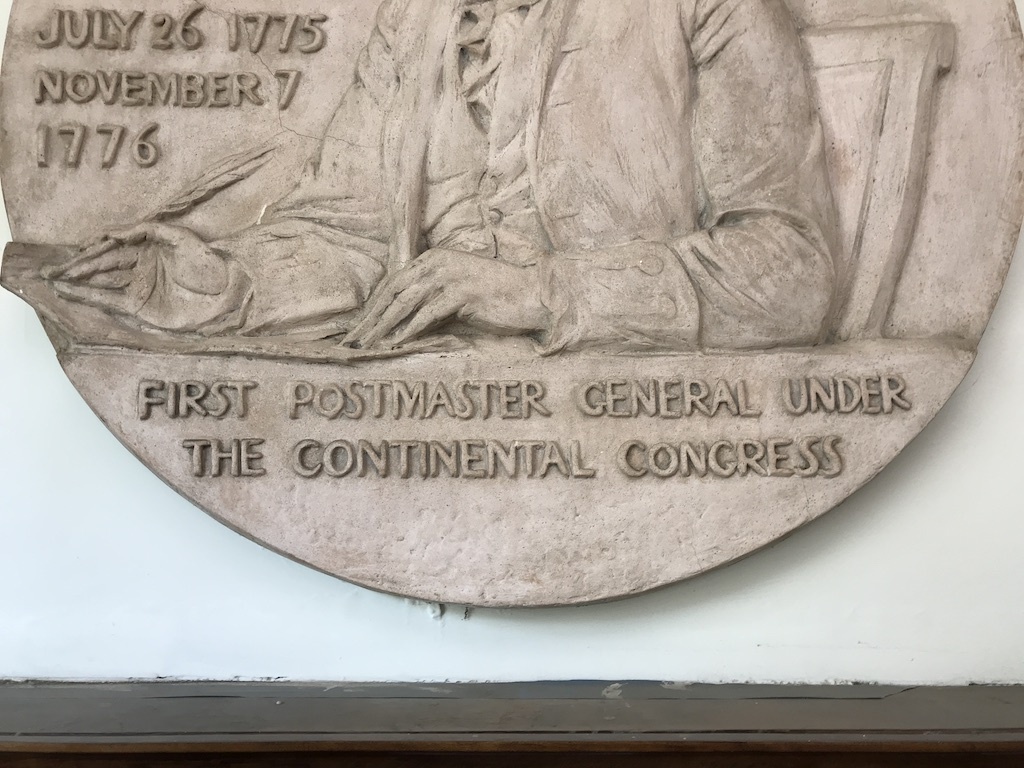 JULY 26 1775
NOVEMBER 7
1776
FIRST POSTMASTER GENERAL UNDER
THE CONTINENTAL CONGRESS